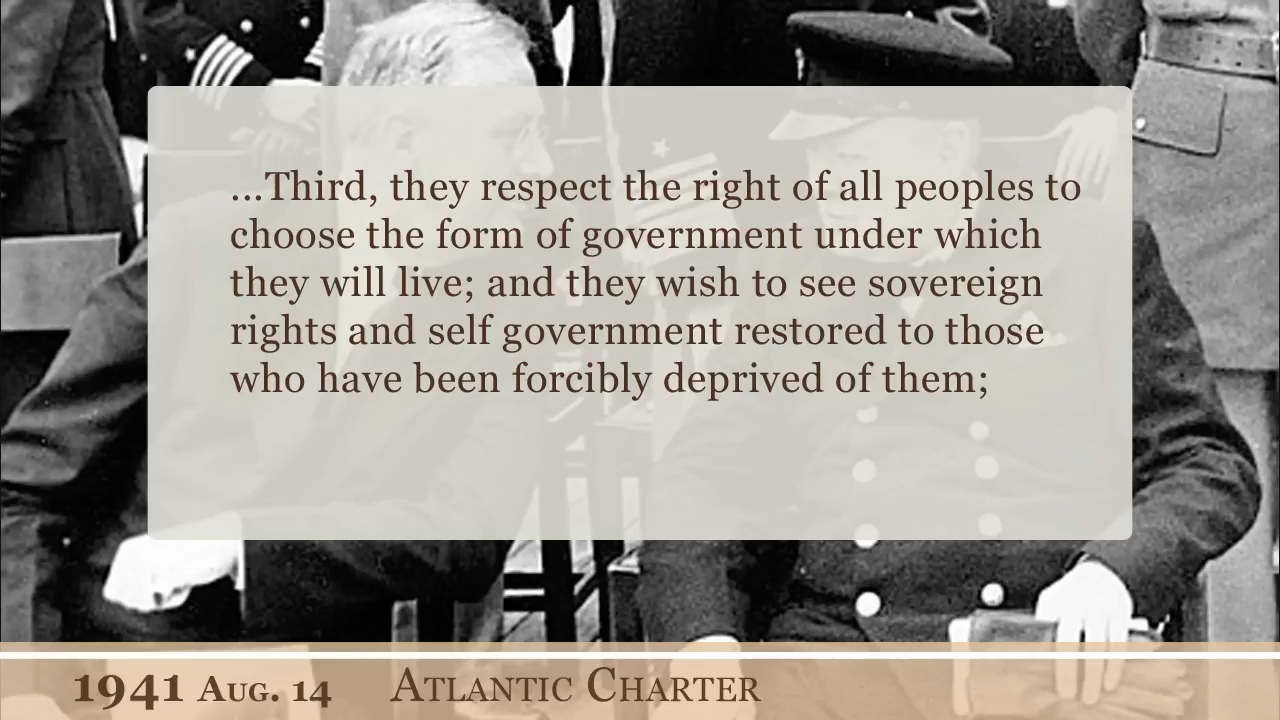 ...Third, they respect the right of all peoples to
choose the form of government under which
they will live; and they wish to see sovereign
rights and self government restored to those
who have been forcibly deprived of them;
1941 Aug. 14 Atlantic Charter